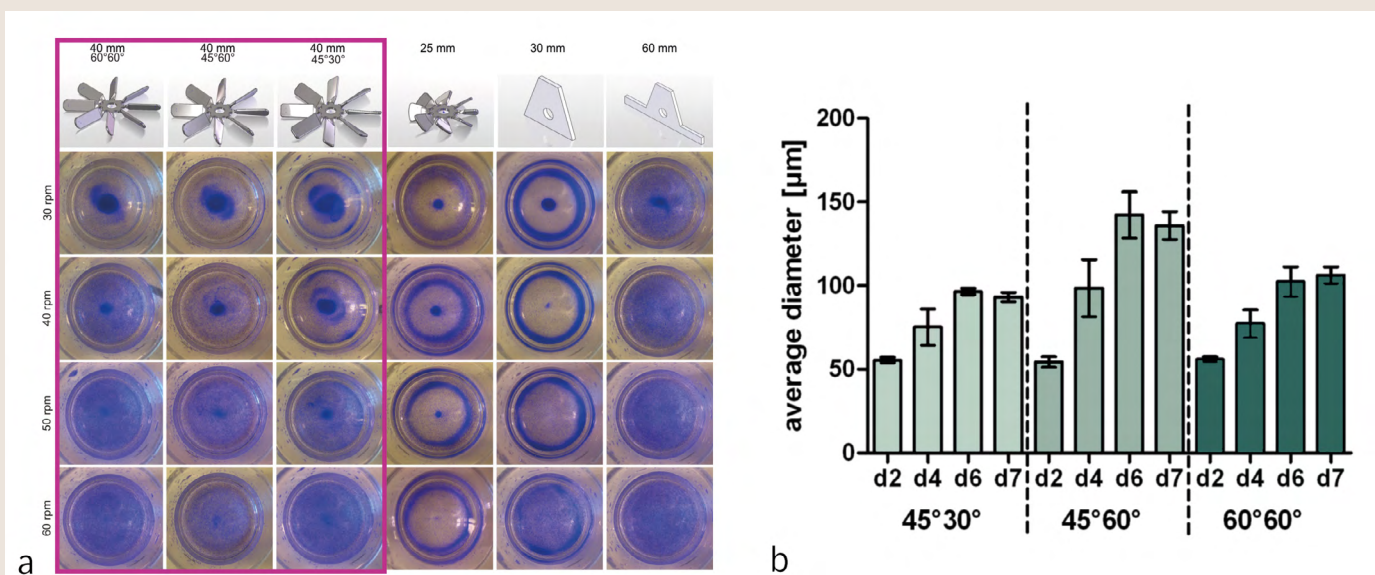 40 mm
60°60°
40 mm
45°60°
40 mm
45°30°
25 mm
30 mm
60 mm
30 rpm
40 rpm
50 rpm
60 rpm
a
average diameter [µm]
200
150
100
50
0
d2 d4 d6 d7 d2 d4 d6 d7 d2 d4 d6 d7
45°30° 45°60° 60°60°
b